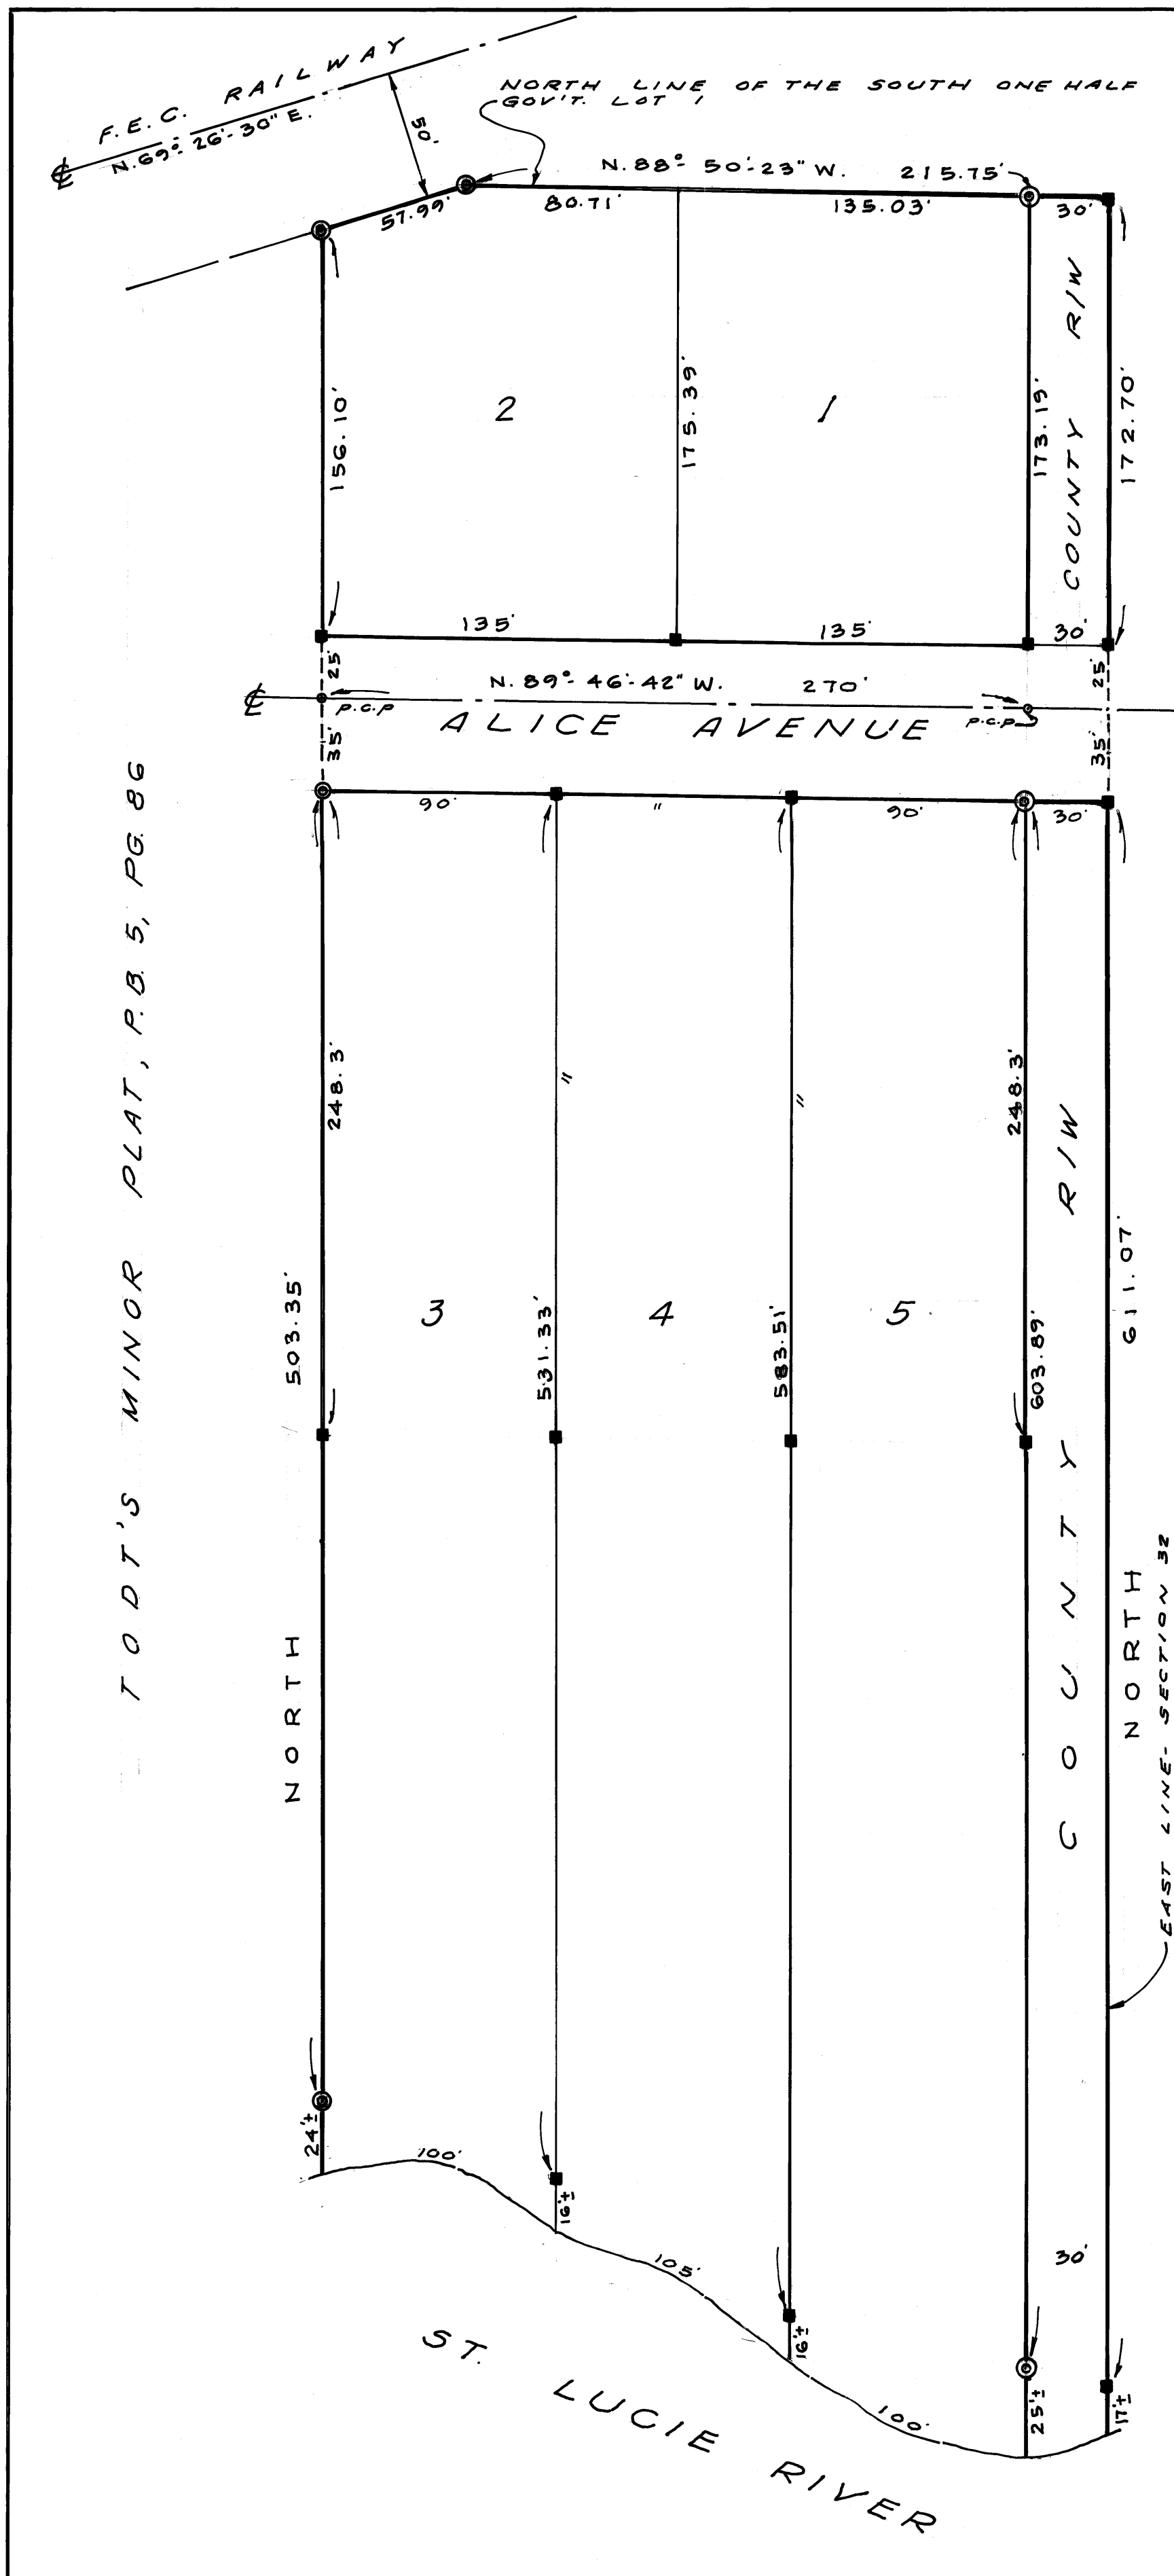 F.E.C. RAILWAY
N.69°-26'-30" E.
50'
NORTH LINE OF THE SOUTH ONE HALF
GOV'T. LOT 1
N.88°-50'-23" W. 215.75'
57.99'
80.71'
135.03'
30'
156.10'
2
175.39'
1
173.19'
COUNTY R/W
172.70'
135'
135'
30'
25'
N. 89°-46'-42" W. 270'
25'
℄
℄
P.C.P
P.C.P.
ALICE AVENUE
35'
35'
90'
"
90'
30'
TODT'S MINOR PLAT, P.B. 5, PG. 86
248.3'
"
"
248.3'
503.35'
3
531.33'
4
583.51'
5
603.89'
COUNTY R/W
611.07'
NORTH
NORTH
EAST LINE - SECTION 32
24'±
100'
16'±
105'
16'±
100'
30'
25'±
17'±
ST. LUCIE RIVER